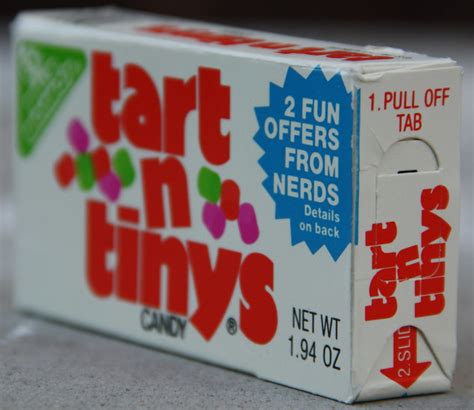 tart
n
tinys
CANDY ®
2 FUN
OFFERS
FROM
NERDS
Details
on back
NET WT
1.94 OZ
1. PULL OFF
TAB
tart
n
tinys